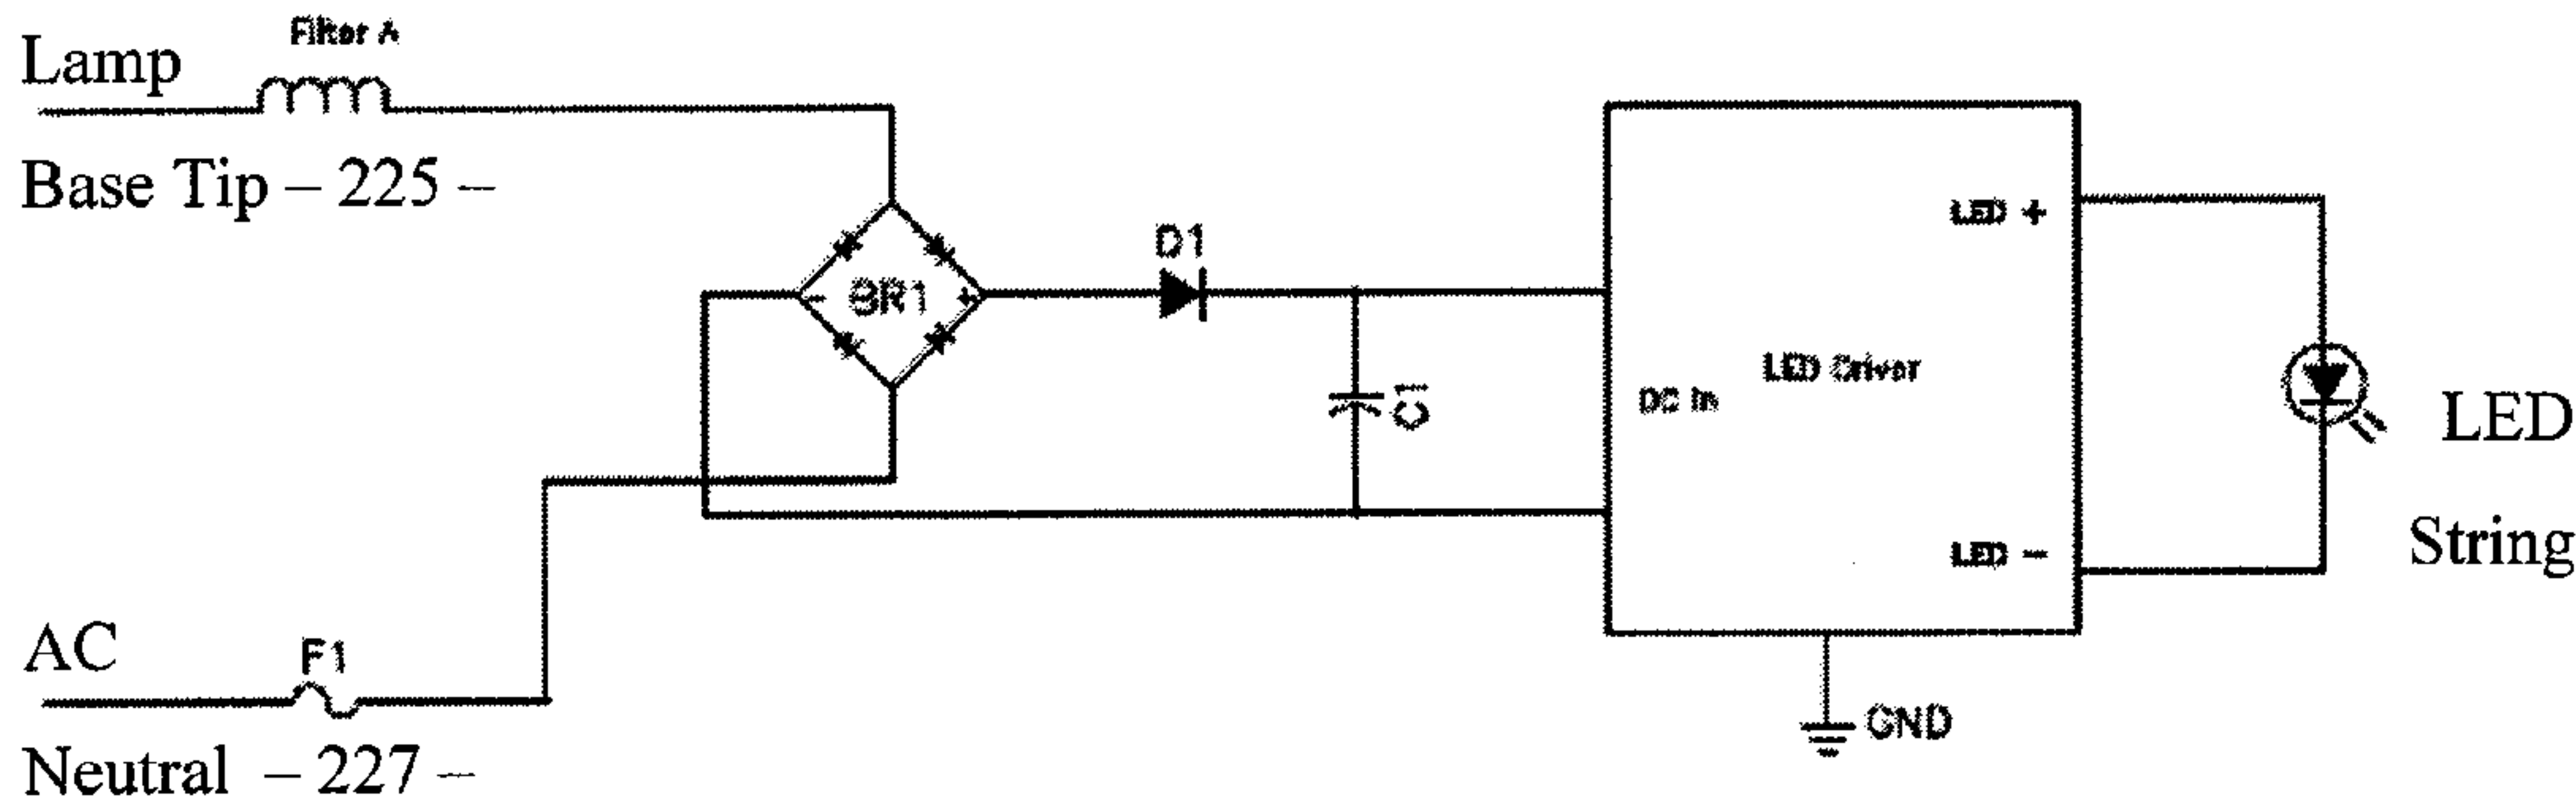 Filter A
Lamp
Base Tip – 225 –
D1
LED +
- BR1 +
LED Driver
DC In
C1
LED
String
LED -
AC
F1
GND
Neutral – 227 –